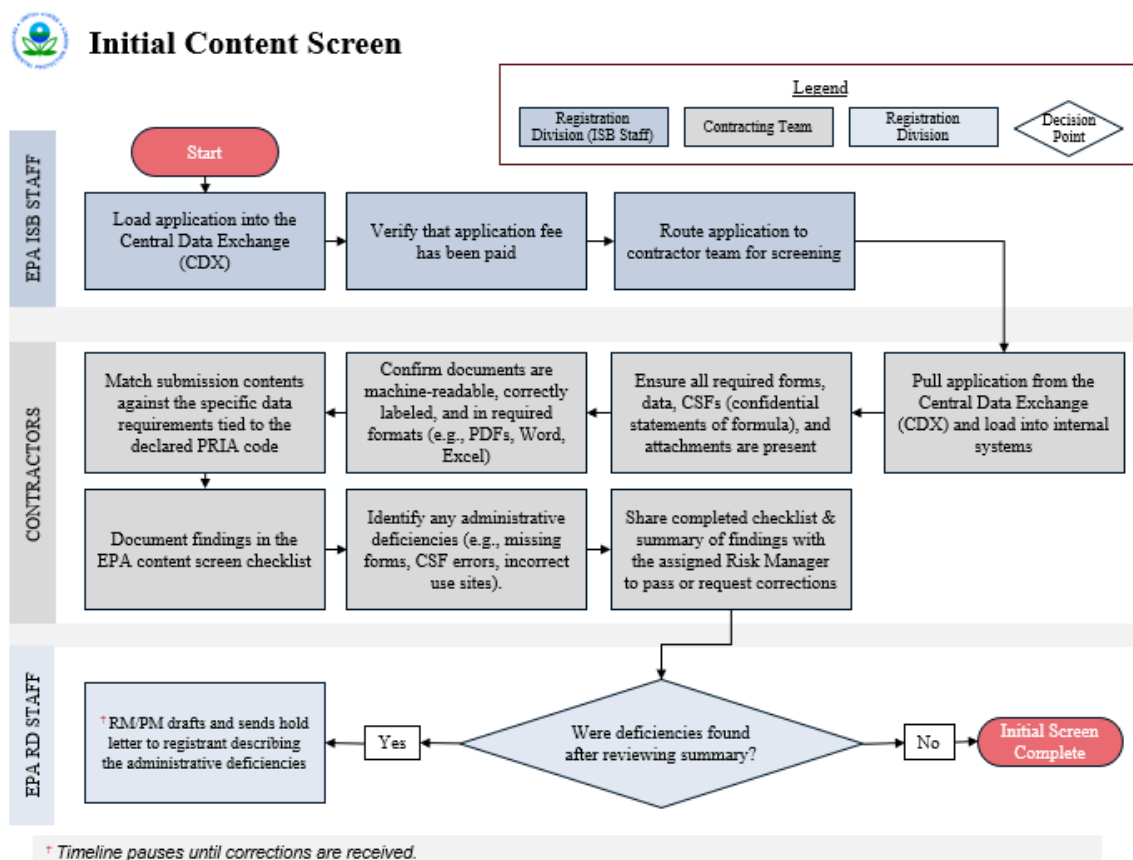 Initial Content Screen
Legend
Registration
Division (ISB Staff)
Contracting Team
Registration
Division
Decision
Point
EPA ISB STAFF
Start
Load application into the
Central Data Exchange
(CDX)
Verify that application fee
has been paid
Route application to
contractor team for screening
CONTRACTORS
Pull application from the
Central Data Exchange
(CDX) and load into internal
systems
Ensure all required forms,
data, CSFs (confidential
statements of formula), and
attachments are present
Confirm documents are
machine-readable, correctly
labeled, and in required
formats (e.g., PDFs, Word,
Excel)
Match submission contents
against the specific data
requirements tied to the
declared PRIA code
Document findings in the
EPA content screen checklist
Identify any administrative
deficiencies (e.g., missing
forms, CSF errors, incorrect
use sites).
Share completed checklist &
summary of findings with
the assigned Risk Manager
to pass or request corrections
EPA RD STAFF
Were deficiencies found
after reviewing summary?
Yes
† RM/PM drafts and sends hold
letter to registrant describing
the administrative deficiencies
No
Initial Screen
Complete
† Timeline pauses until corrections are received.